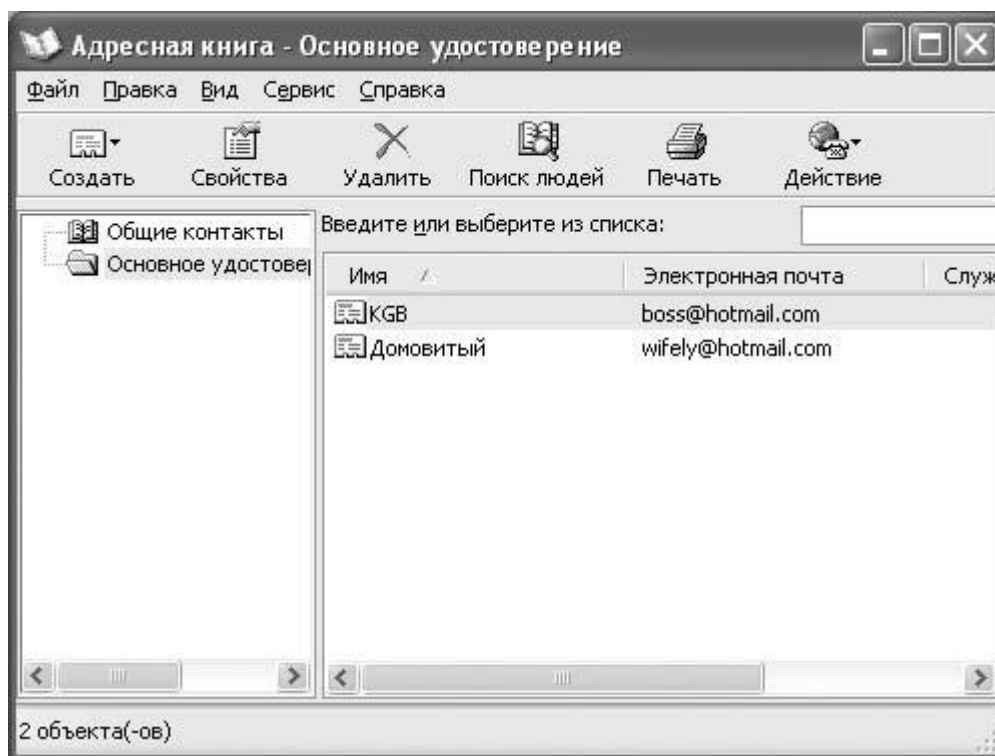 Адресная книга - Основное удостоверение
Файл Правка Вид Сервис Справка
Создать Свойства Удалить Поиск людей Печать Действие
Введите или выберите из списка:
Общие контакты
Основное удостовер
Имя Электронная почта Служ
KGB boss@hotmail.com
Домовитый wifely@hotmail.com
2 объекта(-ов)